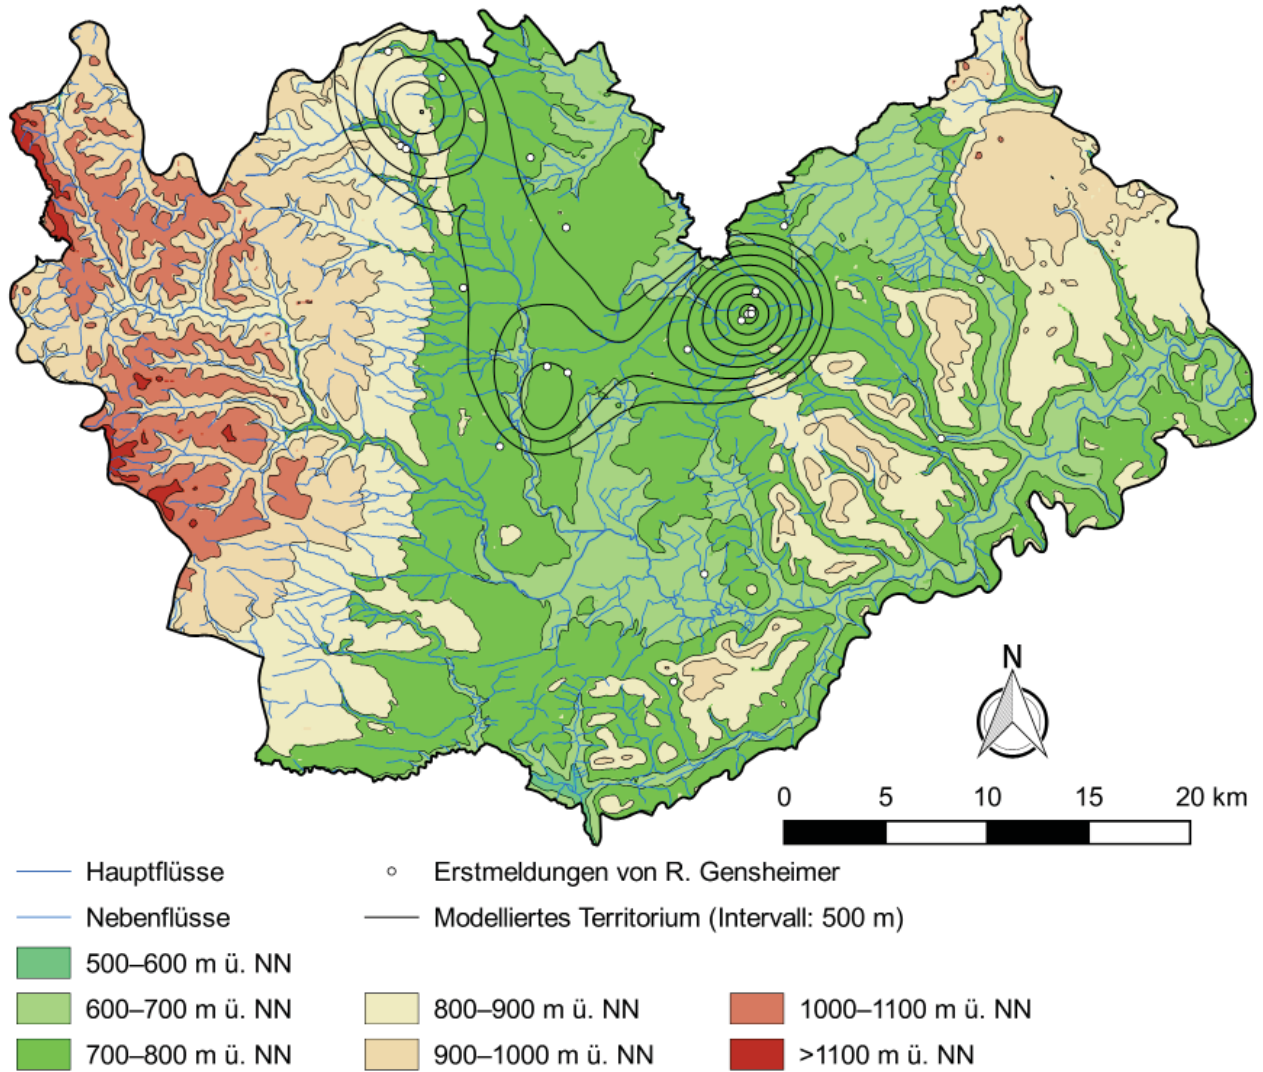 N
0 5 10 15 20 km
Hauptflüsse
Erstmeldungen von R. Gensheimer
Nebenflüsse
Modelliertes Territorium (Intervall: 500 m)
500–600 m ü. NN
600–700 m ü. NN
800–900 m ü. NN
1000–1100 m ü. NN
700–800 m ü. NN
900–1000 m ü. NN
>1100 m ü. NN